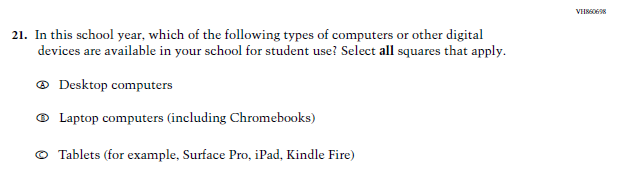 VH860698
21. In this school year, which of the following types of computers or other digital
devices are available in your school for student use? Select all squares that apply.
A Desktop computers
B Laptop computers (including Chromebooks)
C Tablets (for example, Surface Pro, iPad, Kindle Fire)